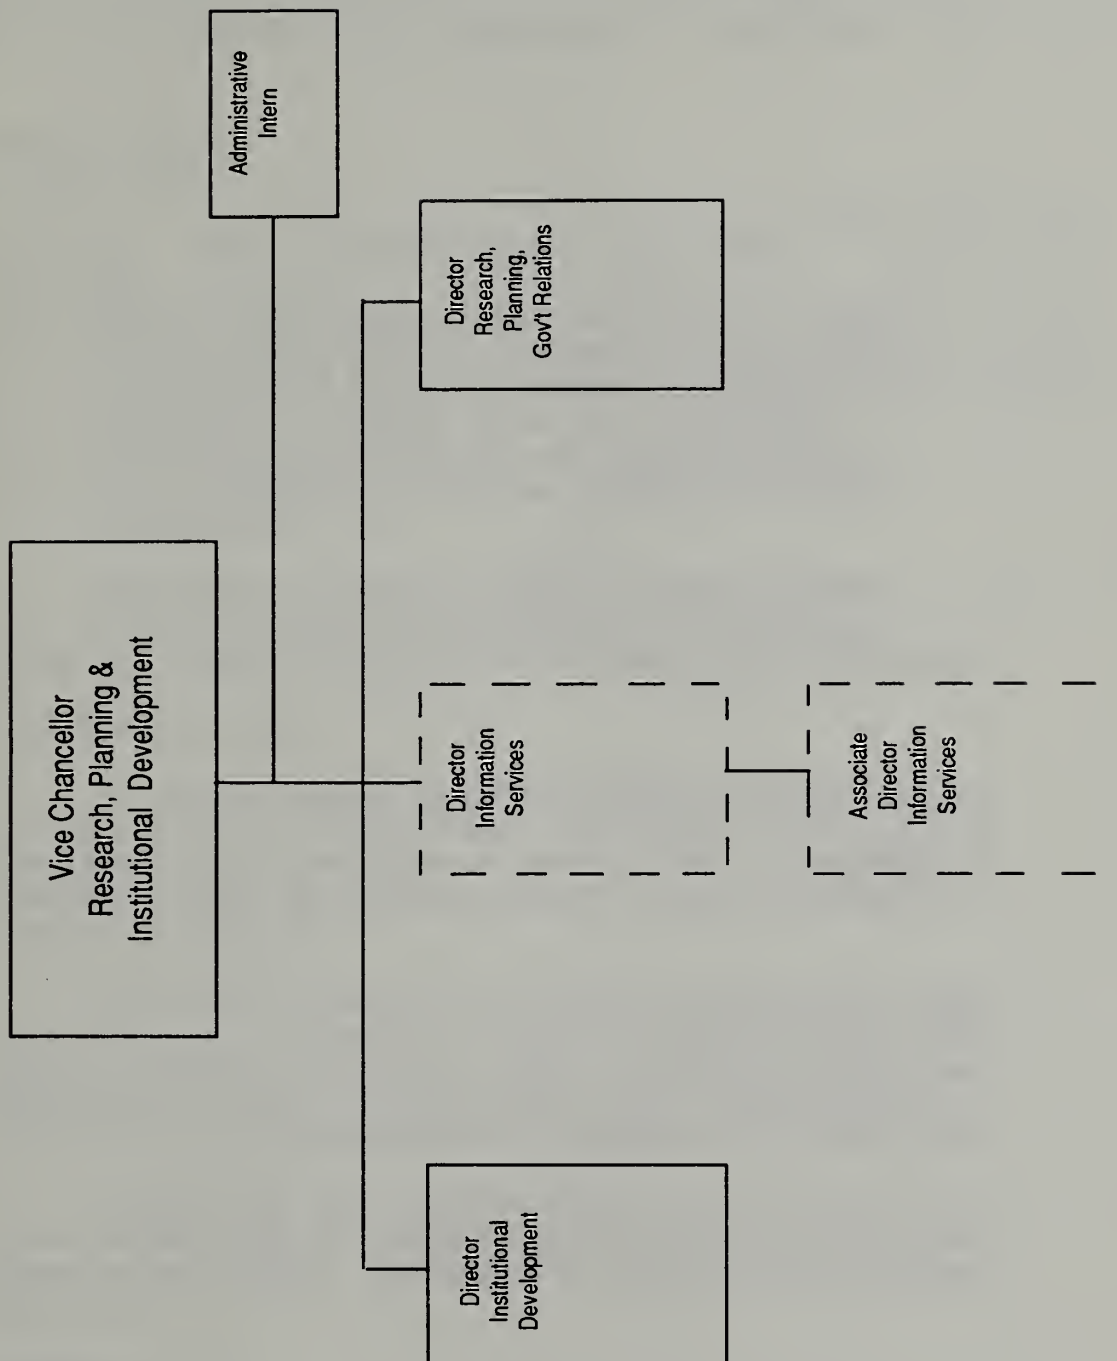 Vice Chancellor
Research, Planning &
Institutional Development
Administrative
Intern
Director
Institutional
Development
Director
Information
Services
Director
Research,
Planning,
Gov't Relations
Associate
Director
Information
Services